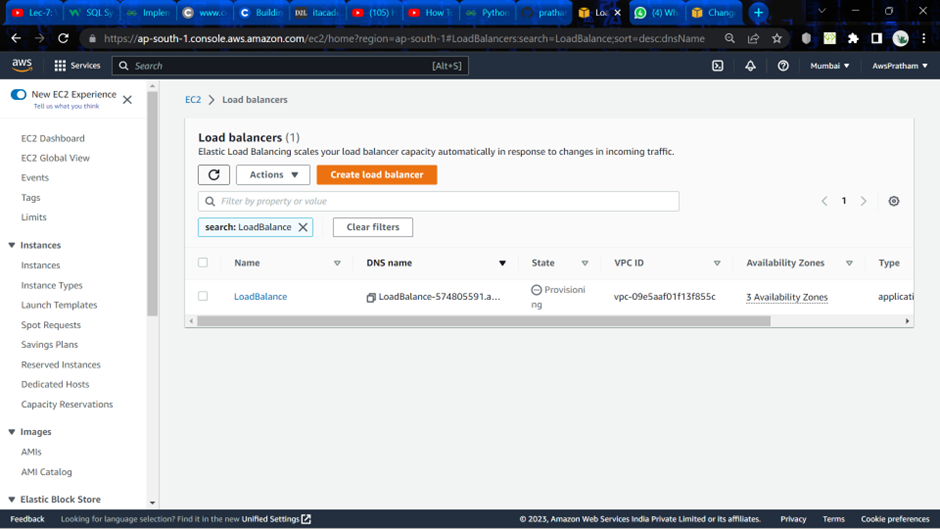 Lec-7:
SQL Sy
Implen
www.c
Buildin
itacade
(105)
How
Python
prath
Lo
(4) Wh
Chang
https://ap-south-1.console.aws.amazon.com/ec2/home?region=ap-south-1#LoadBalancers:search=LoadBalance;sort=desc:dnsName
aws
Services
Search
[Alt+S]
Mumbai
AwsPratham
New EC2 Experience
Tell us what you think
EC2 Dashboard
EC2 Global View
Events
Tags
Limits
Instances
Instances
Instance Types
Launch Templates
Spot Requests
Savings Plans
Reserved Instances
Dedicated Hosts
Capacity Reservations
Images
AMIs
AMI Catalog
Elastic Block Store
EC2 > Load balancers
Load balancers (1)
Elastic Load Balancing scales your load balancer capacity automatically in response to changes in incoming traffic.
Actions
Create load balancer
Filter by property or value
1
search: LoadBalance
Clear filters
Name
DNS name
State
VPC ID
Availability Zones
Type
LoadBalance
LoadBalance-574805591.a...
Provisioni
ng
vpc-09e5aaf01f13f855c
3 Availability Zones
applicati
Feedback
Looking for language selection? Find it in the new Unified Settings
© 2023, Amazon Web Services India Private Limited or its affiliates.
Privacy
Terms
Cookie preferences